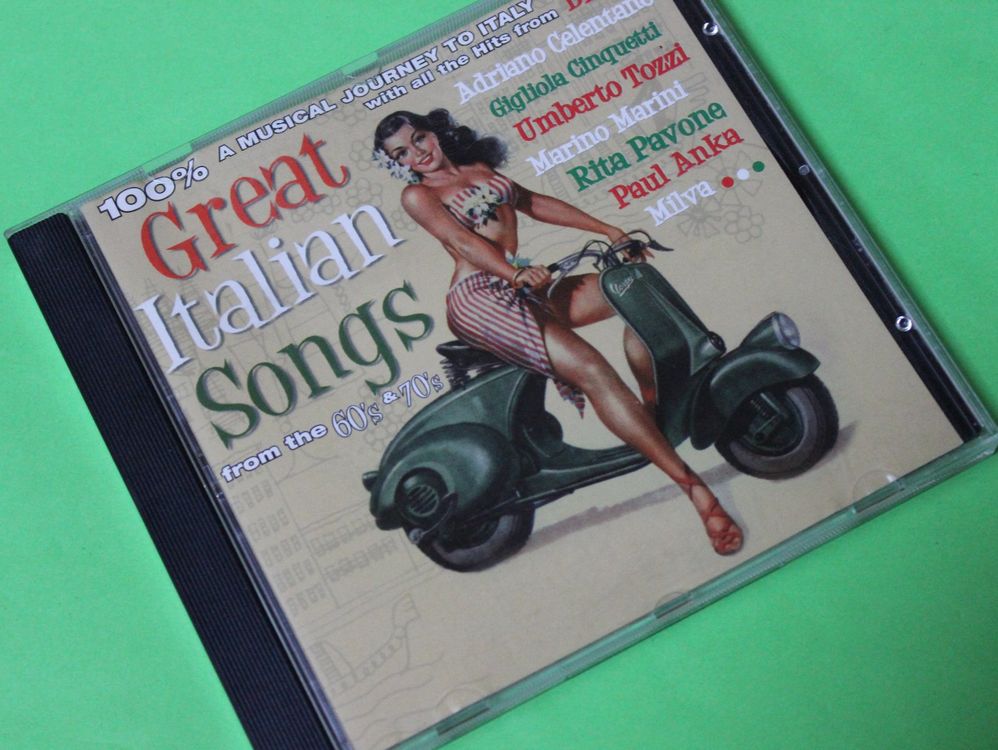 100% A MUSICAL JOURNEY TO ITALY
with all the Hits from
Great
Italian
Songs
from the 60's & 70's
Adriano Celentano
Gigliola Cinquetti
Umberto Tozzi
Marino Marini
Rita Pavone
Paul Anka
Milva
Vespa